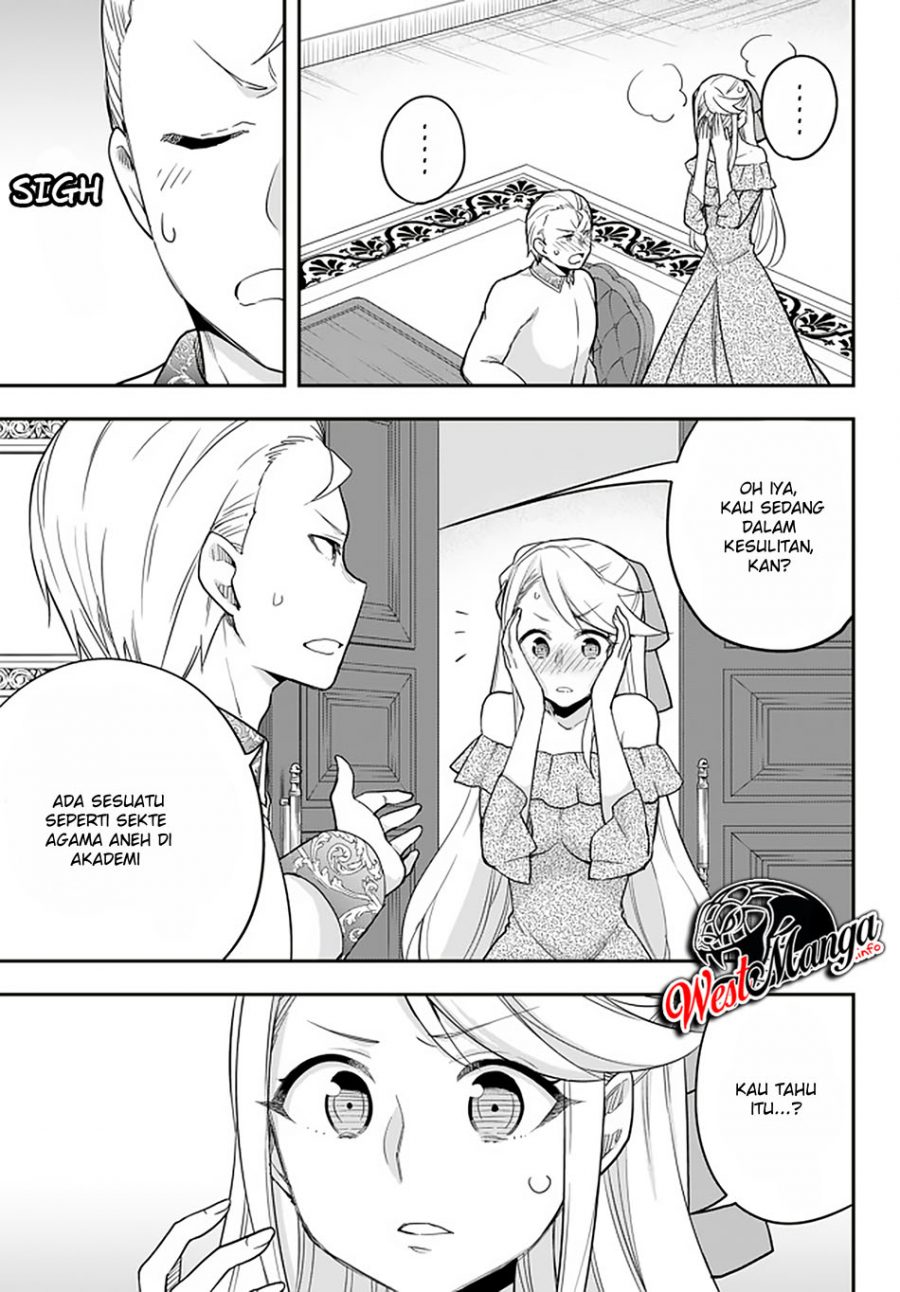 ....
....
SIGH
OH IYA,
KAU SEDANG
DALAM
KESULITAN,
KAN?
ADA SESUATU
SEPERTI SEKTE
AGAMA ANEH DI
AKADEMI
WestManga
.info
KAU TAHU
ITU...?